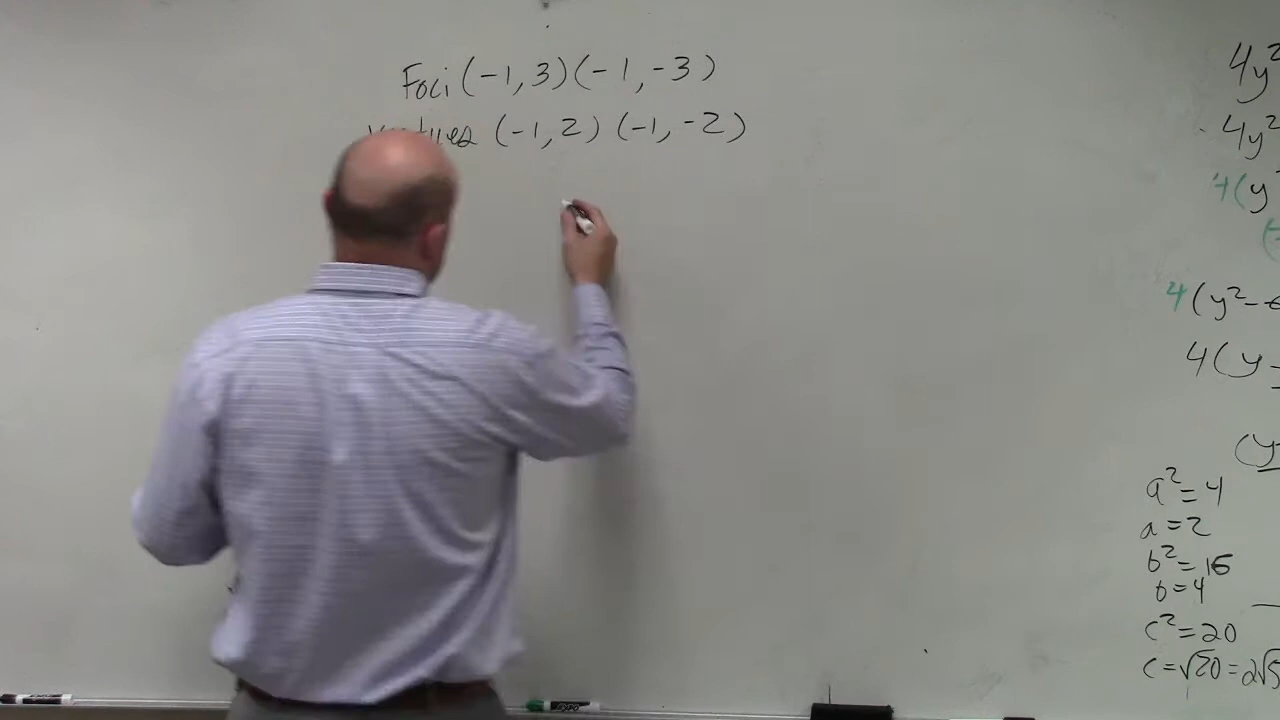 Foci (-1, 3) (-1, -3)
(-1, 2) (-1, -2)
4y²
4y²
4(y²
4(y²-6
4(y-
(y-
a²=4
a=2
b²=16
b=4
c²=20
c=√20=2√5